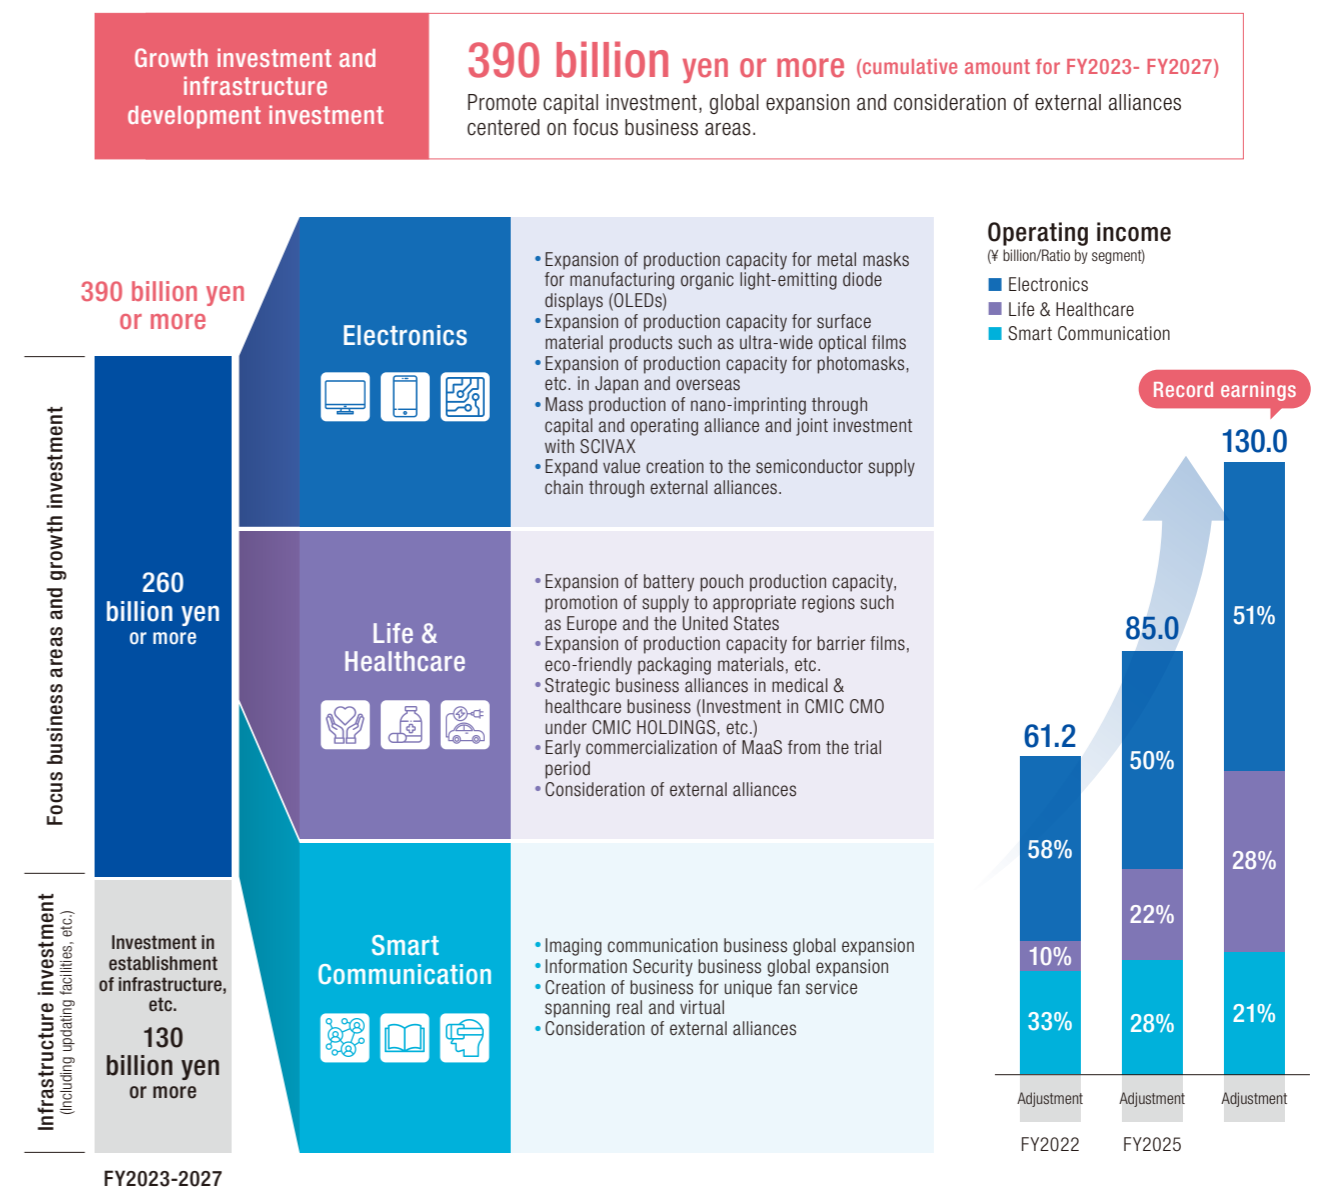 Growth investment and
infrastructure
development investment
390 billion yen or more (cumulative amount for FY2023- FY2027)
Promote capital investment, global expansion and consideration of external alliances
centered on focus business areas.
390 billion yen
or more
Focus business areas and growth investment
260
billion yen
or more
Infrastructure investment
(Including updating facilities, etc.)
Investment in
establishment
of infrastructure,
etc.
130
billion yen
or more
FY2023-2027
Electronics
• Expansion of production capacity for metal masks
for manufacturing organic light-emitting diode
displays (OLEDs)
• Expansion of production capacity for surface
material products such as ultra-wide optical films
• Expansion of production capacity for photomasks,
etc. in Japan and overseas
• Mass production of nano-imprinting through
capital and operating alliance and joint investment
with SCIVAX
• Expand value creation to the semiconductor supply
chain through external alliances.
Life &
Healthcare
• Expansion of battery pouch production capacity,
promotion of supply to appropriate regions such
as Europe and the United States
• Expansion of production capacity for barrier films,
eco-friendly packaging materials, etc.
• Strategic business alliances in medical &
healthcare business (Investment in CMIC CMO
under CMIC HOLDINGS, etc.)
• Early commercialization of MaaS from the trial
period
• Consideration of external alliances
Smart
Communication
• Imaging communication business global expansion
• Information Security business global expansion
• Creation of business for unique fan service
spanning real and virtual
• Consideration of external alliances
Operating income
(¥ billion/Ratio by segment)
Electronics
Life & Healthcare
Smart Communication
Record earnings
61.2
58%
10%
33%
Adjustment
FY2022
85.0
50%
22%
28%
Adjustment
FY2025
130.0
51%
28%
21%
Adjustment